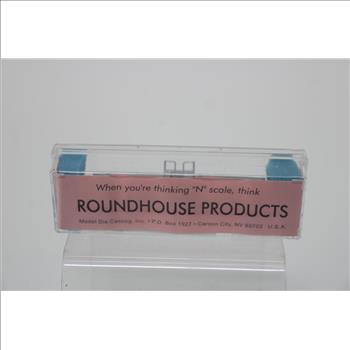 When you're thinking "N" scale, think
ROUNDHOUSE PRODUCTS
Model Die Casting, Inc. • P.O. Box 1927 • Carson City, NV 89702 U.S.A.